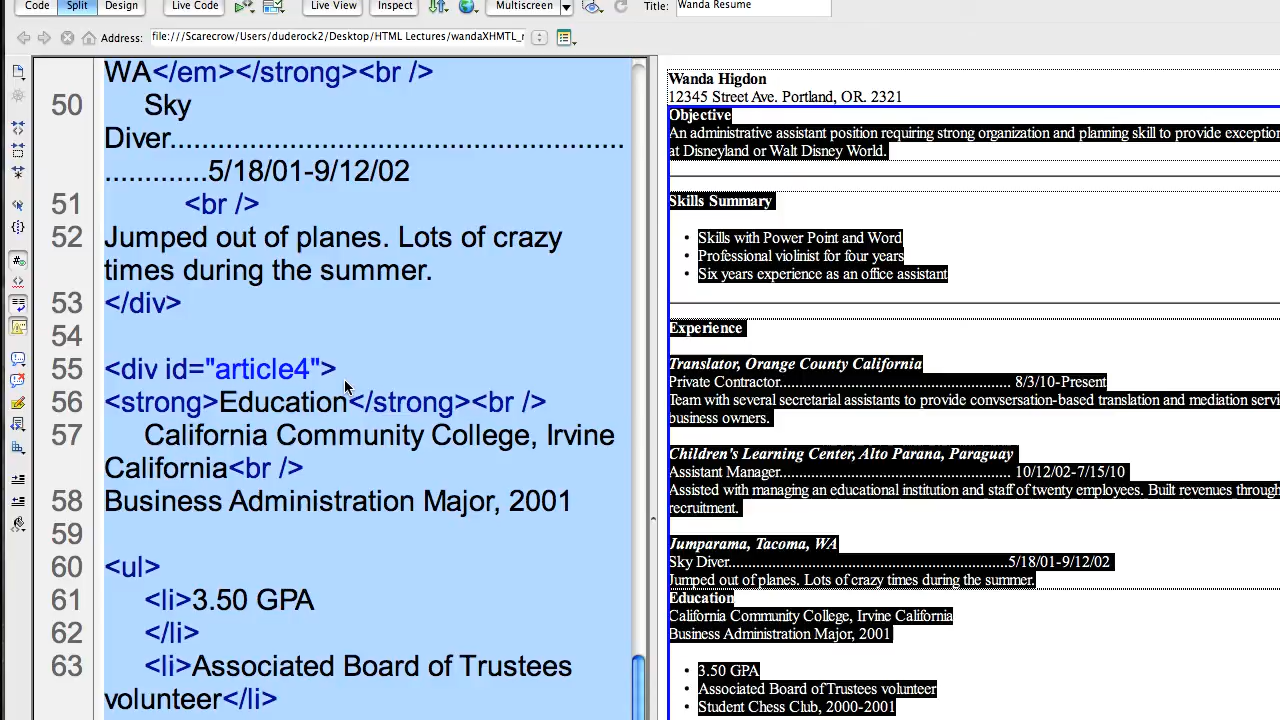 Code Split Design Live Code Live View Inspect Multiscreen Title: Wanda Resume
Address: file:///Scarecrow/Users/duderock2/Desktop/HTML Lectures/wandaXHMTL_r
WA</em></strong><br />
50 Sky
Diver......................................................
.............5/18/01-9/12/02
51 <br />
52 Jumped out of planes. Lots of crazy
times during the summer.
53 </div>
54
55 <div id="article4">
56 <strong>Education</strong><br />
57 California Community College, Irvine
California<br />
58 Business Administration Major, 2001
59
60 <ul>
61 <li>3.50 GPA
62 </li>
63 <li>Associated Board of Trustees
volunteer</li>
Wanda Higdon
12345 Street Ave. Portland, OR. 2321
Objective
An administrative assistant position requiring strong organization and planning skill to provide
at Disneyland or Walt Disney World.
Skills Summary
• Skills with Power Point and Word
• Professional violinist for four years
• Six years experience as an office assistant
Experience
Translator, Orange County California
Private Contractor.......................................................... 8/3/10-Present
Team with several secretarial assistants to provide convsersation-based translation and mediation
business owners.
Children's Learning Center, Alto Parana, Paraguay
Assistant Manager.......................................................... 10/12/02-7/15/10
Assisted with managing an educational institution and staff of twenty employees. Built revenues through
recruitment.
Jumparama, Tacoma, WA
Sky Diver...................................................................5/18/01-9/12/02
Jumped out of planes. Lots of crazy times during the summer.
Education
California Community College, Irvine California
Business Administration Major, 2001
• 3.50 GPA
• Associated Board of Trustees volunteer
• Student Chess Club, 2000-2001